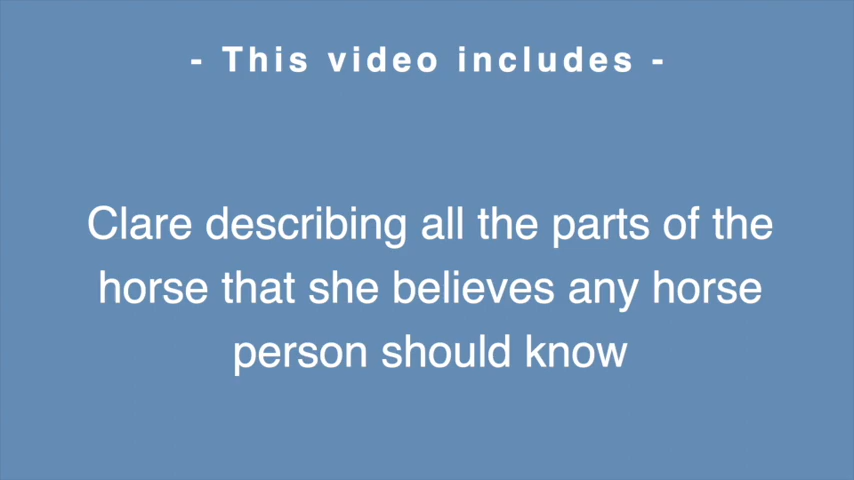 - This video includes -
Clare describing all the parts of the
horse that she believes any horse
person should know